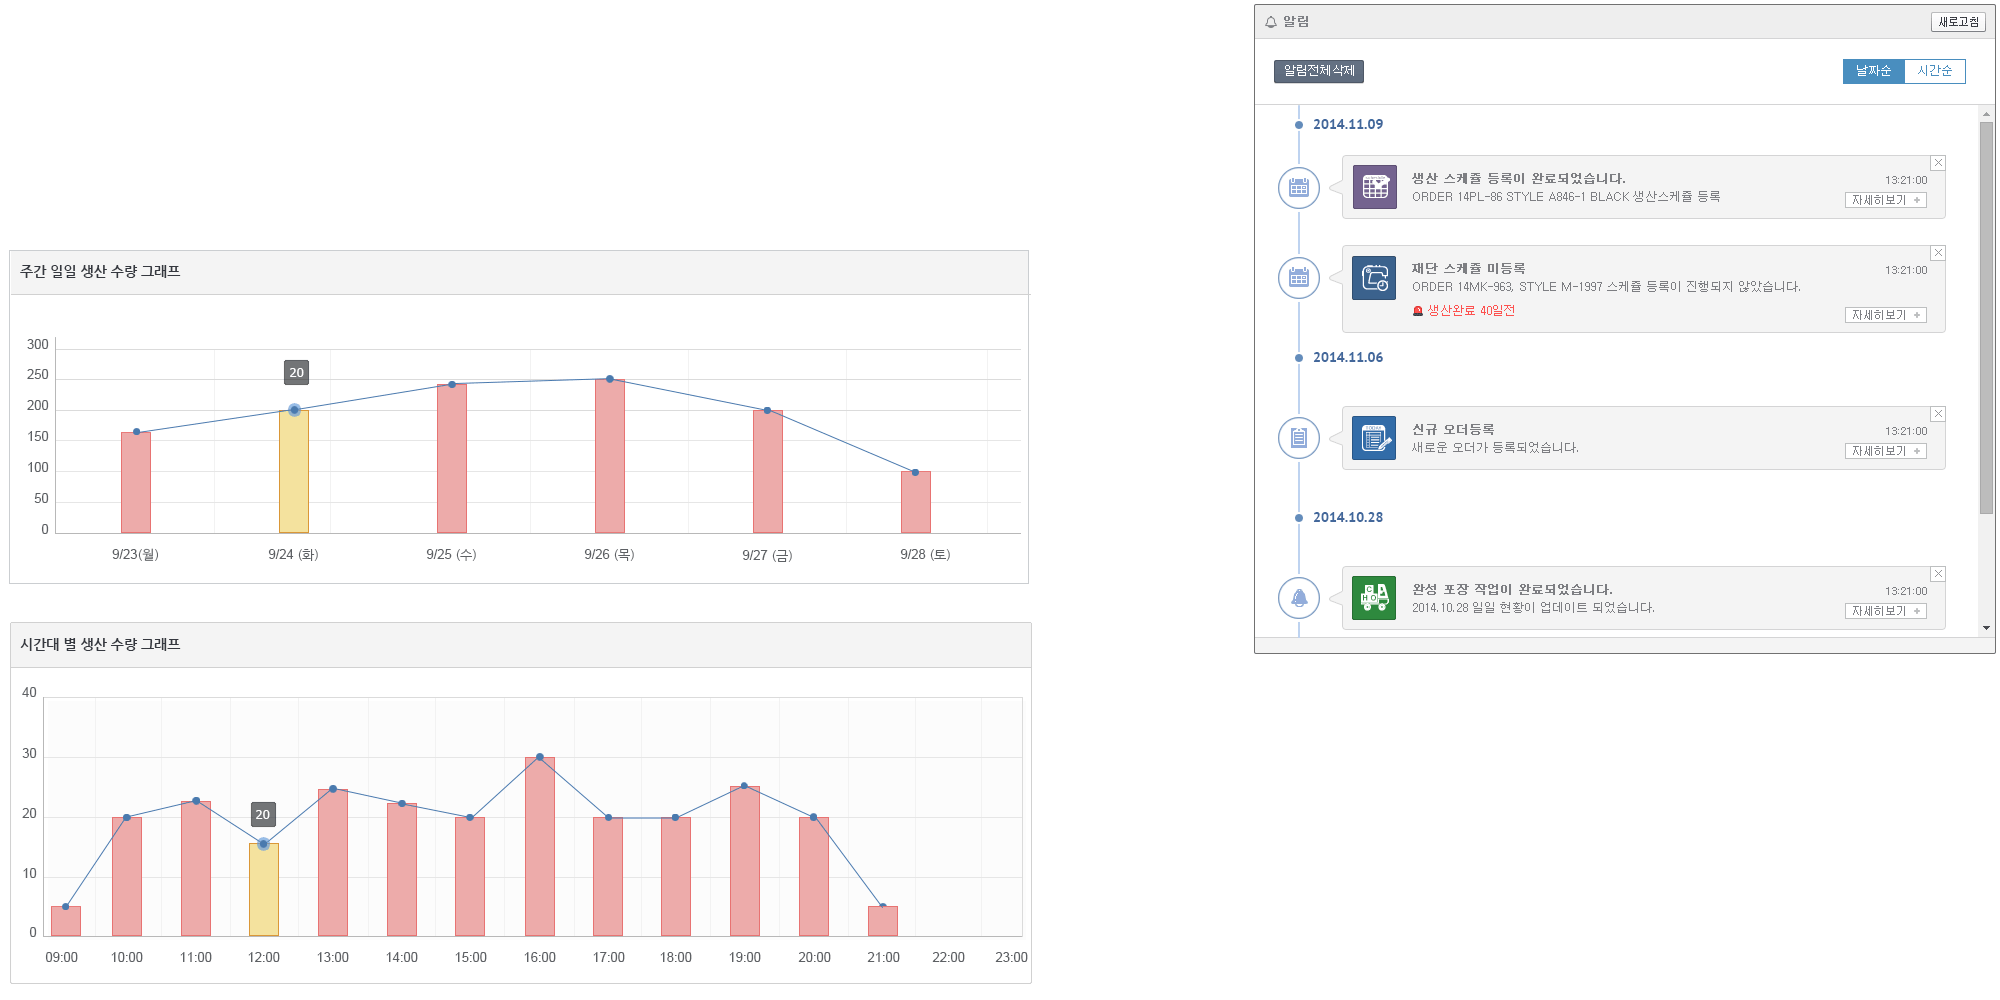 주간 일일 생산 수량 그래프
300
250
200
150
100
50
0
20
9/23(월)
9/24 (화)
9/25 (수)
9/26 (목)
9/27 (금)
9/28 (토)
시간대 별 생산 수량 그래프
40
30
20
10
0
20
09:00
10:00
11:00
12:00
13:00
14:00
15:00
16:00
17:00
18:00
19:00
20:00
21:00
22:00
23:00
알림
새로고침
알림전체삭제
날짜순
시간순
2014.11.09
생산 스케쥴 등록이 완료되었습니다.
ORDER 14PL-86 STYLE A846-1 BLACK 생산스케쥴 등록
13:21:00
자세히보기 +
재단 스케쥴 미등록
ORDER 14MK-963, STYLE M-1997 스케쥴 등록이 진행되지 않았습니다.
생산완료 40일전
13:21:00
자세히보기 +
2014.11.06
신규 오더등록
새로운 오더가 등록되었습니다.
13:21:00
자세히보기 +
2014.10.28
완성 포장 작업이 완료되었습니다.
2014.10.28 일일 현황이 업데이트 되었습니다.
13:21:00
자세히보기 +